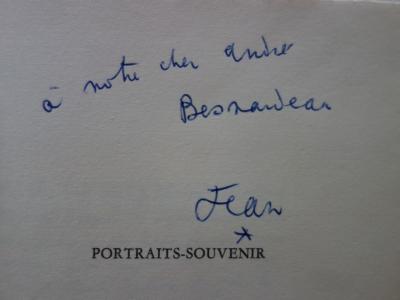 à notre cher André
Besnardeau
Jean
*
PORTRAITS-SOUVENIR